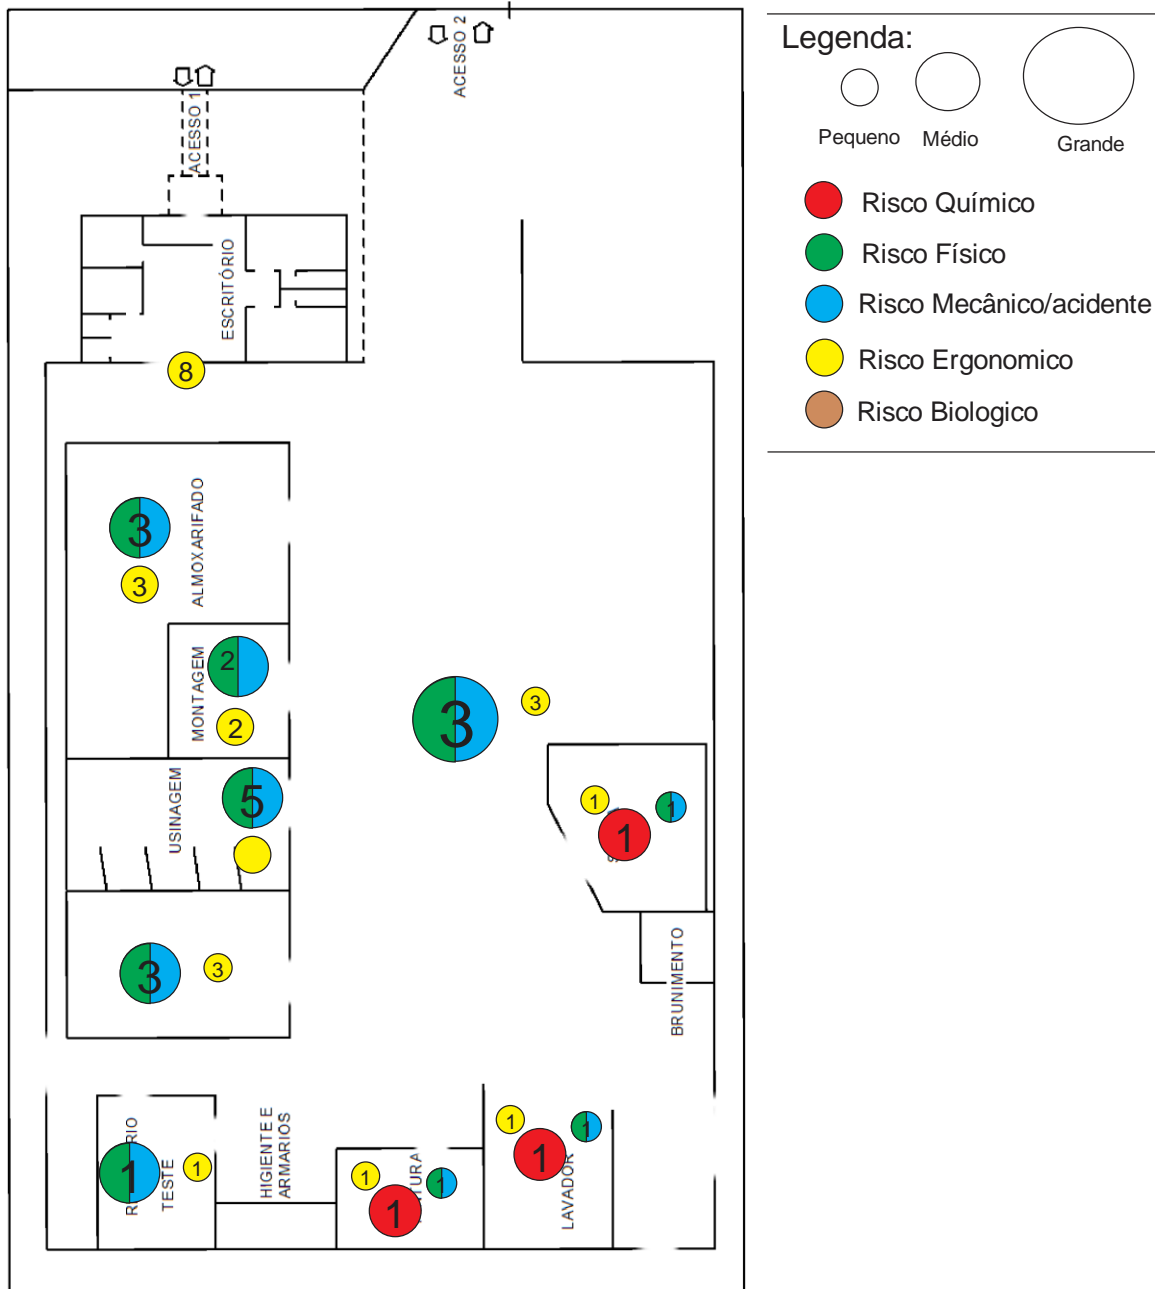 Legenda:
Pequeno
Médio
Grande
Risco Químico
Risco Físico
Risco Mecânico/acidente
Risco Ergonomico
Risco Biologico
ACESSO 1
ACESSO 2
ESCRITÓRIO
8
ALMOXARIFADO
3
3
MONTAGEM
2
2
USINAGEM
5
3
3
3
3
1
1
1
BRUNIMENTO
TESTE
1
1
HIGIENTE E
ARMARIOS
1
1
1
LAVADOR
1
1
1